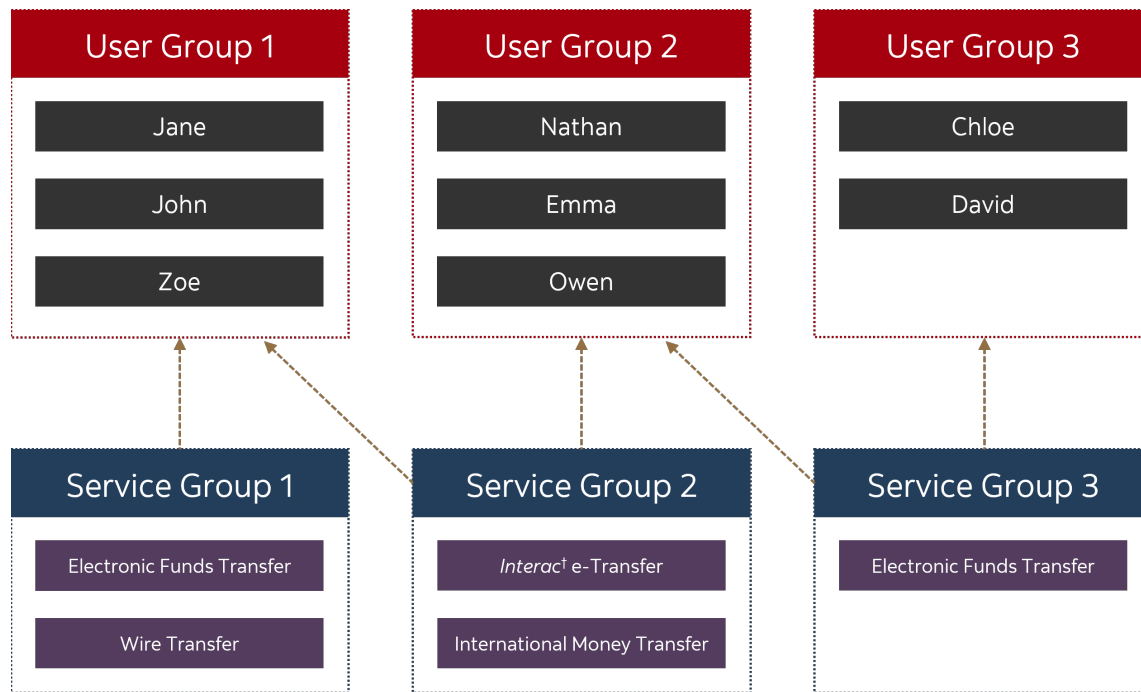 User Group 1
Jane
John
Zoe
User Group 2
Nathan
Emma
Owen
User Group 3
Chloe
David
Service Group 1
Electronic Funds Transfer
Wire Transfer
Service Group 2
Interac† e-Transfer
International Money Transfer
Service Group 3
Electronic Funds Transfer